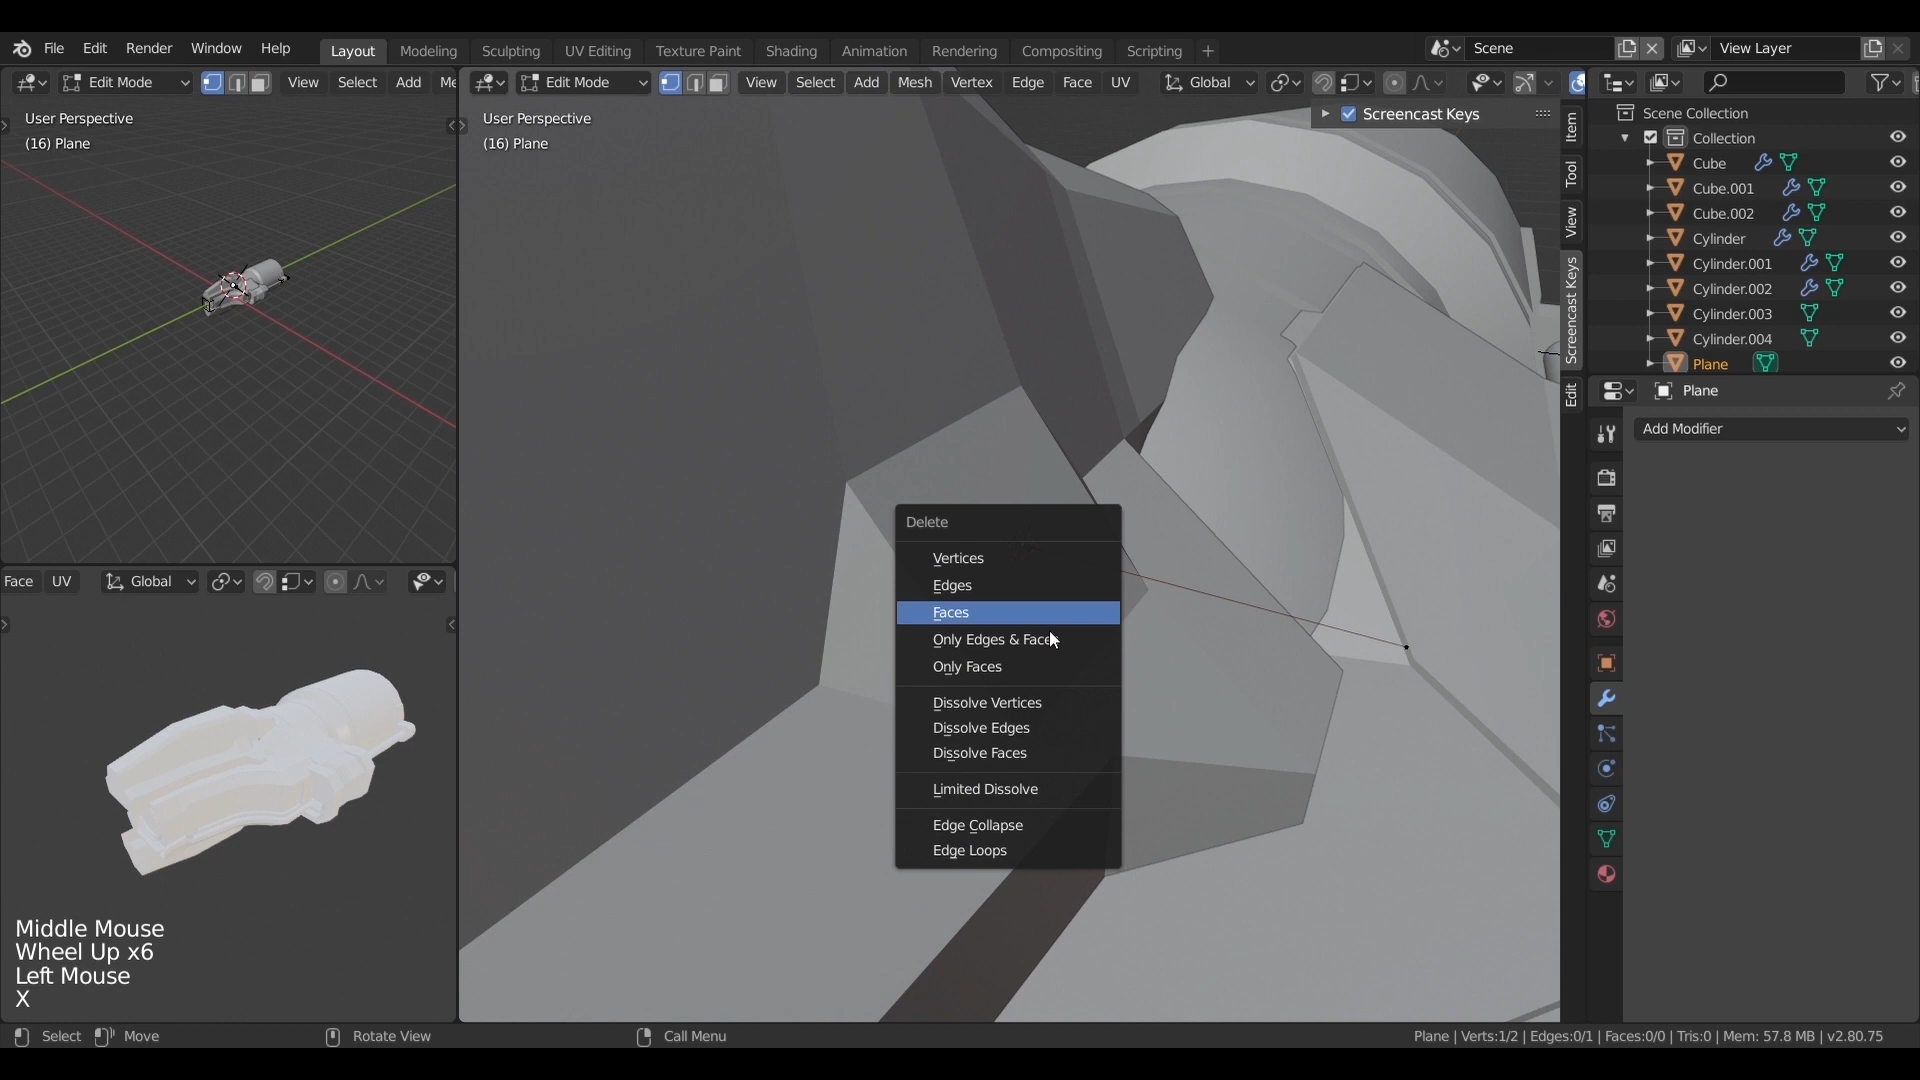 File Edit Render Window Help Layout Modeling Sculpting UV Editing Texture Paint Shading Animation Rendering Compositing Scripting + Scene View Layer
Edit Mode View Select Add Me
Edit Mode View Select Add Mesh Vertex Edge Face UV Global
User Perspective
(16) Plane
User Perspective
(16) Plane
Screencast Keys
Item
Tool
View
Screencast Keys
Edit
Scene Collection
Collection
Cube
Cube.001
Cube.002
Cylinder
Cylinder.001
Cylinder.002
Cylinder.003
Cylinder.004
Plane
Plane
Add Modifier
Face UV Global
Delete
Vertices
Edges
Faces
Only Edges & Face
Only Faces
Dissolve Vertices
Dissolve Edges
Dissolve Faces
Limited Dissolve
Edge Collapse
Edge Loops
Middle Mouse
Wheel Up x6
Left Mouse
X
Select Move Rotate View Call Menu Plane | Verts:1/2 | Edges:0/1 | Faces:0/0 | Tris:0 | Mem: 57.8 MB | v2.80.75